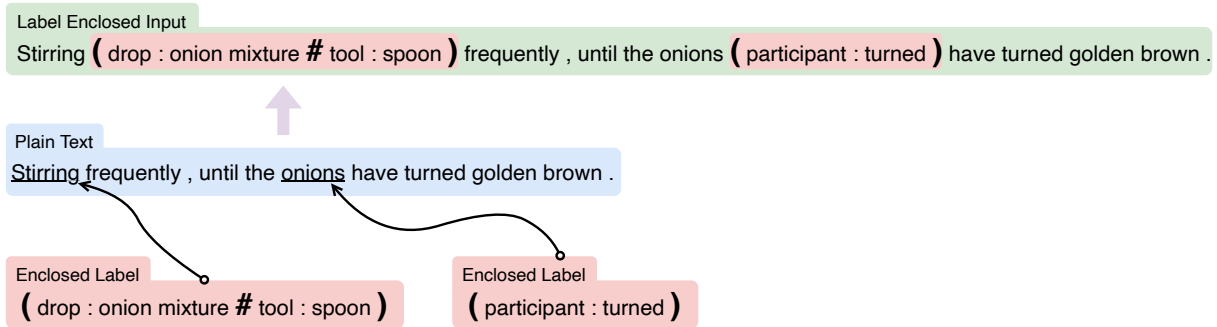 Label Enclosed Input
Stirring ( drop : onion mixture # tool : spoon ) frequently , until the onions ( participant : turned ) have turned golden brown .
Plain Text
Stirring frequently , until the onions have turned golden brown .
Enclosed Label
( drop : onion mixture # tool : spoon )
Enclosed Label
( participant : turned )